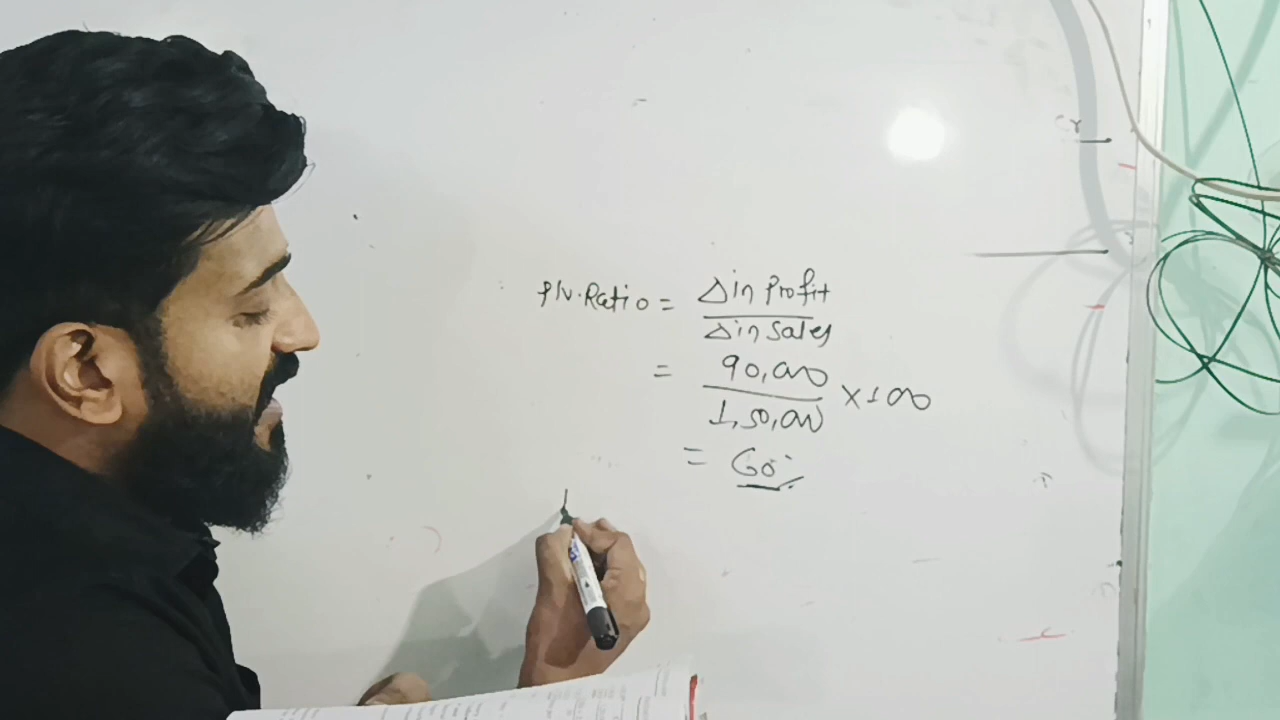 P/v. Ratio = Δ in Profit
Δ in Sales
= 90,000
1,50,000 × 100
= 60%